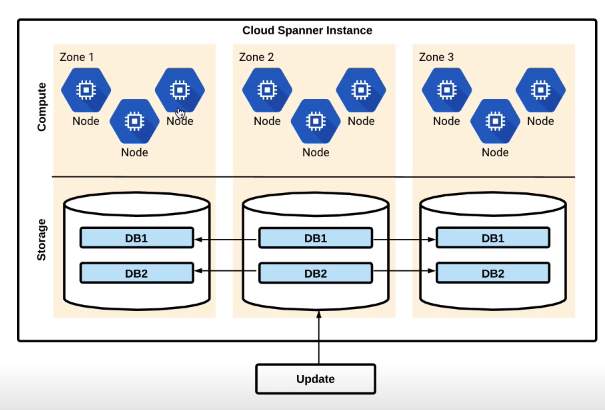 Cloud Spanner Instance
Zone 1
Zone 2
Zone 3
Compute
Node
Node
Node
Node
Node
Node
Node
Node
Node
Storage
DB1
DB1
DB1
DB2
DB2
DB2
Update